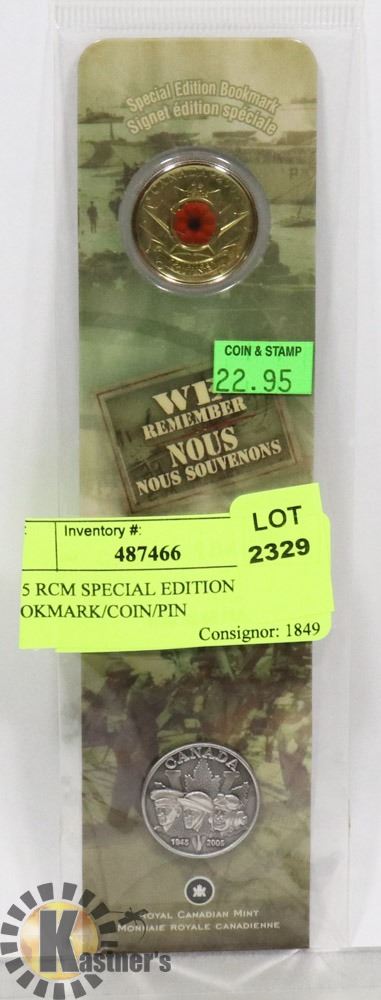 Special Edition Bookmark
Signet édition spéciale
CANADA
COIN & STAMP
22.95
WE
REMEMBER
NOUS
NOUS SOUVENONS
Inventory #:
487466
LOT
2329
5 RCM SPECIAL EDITION
OKMARK/COIN/PIN
Consignor: 1849
CANADA
1945 2005
ROYAL CANADIAN MINT
MONNAIE ROYALE CANADIENNE
Kastner's